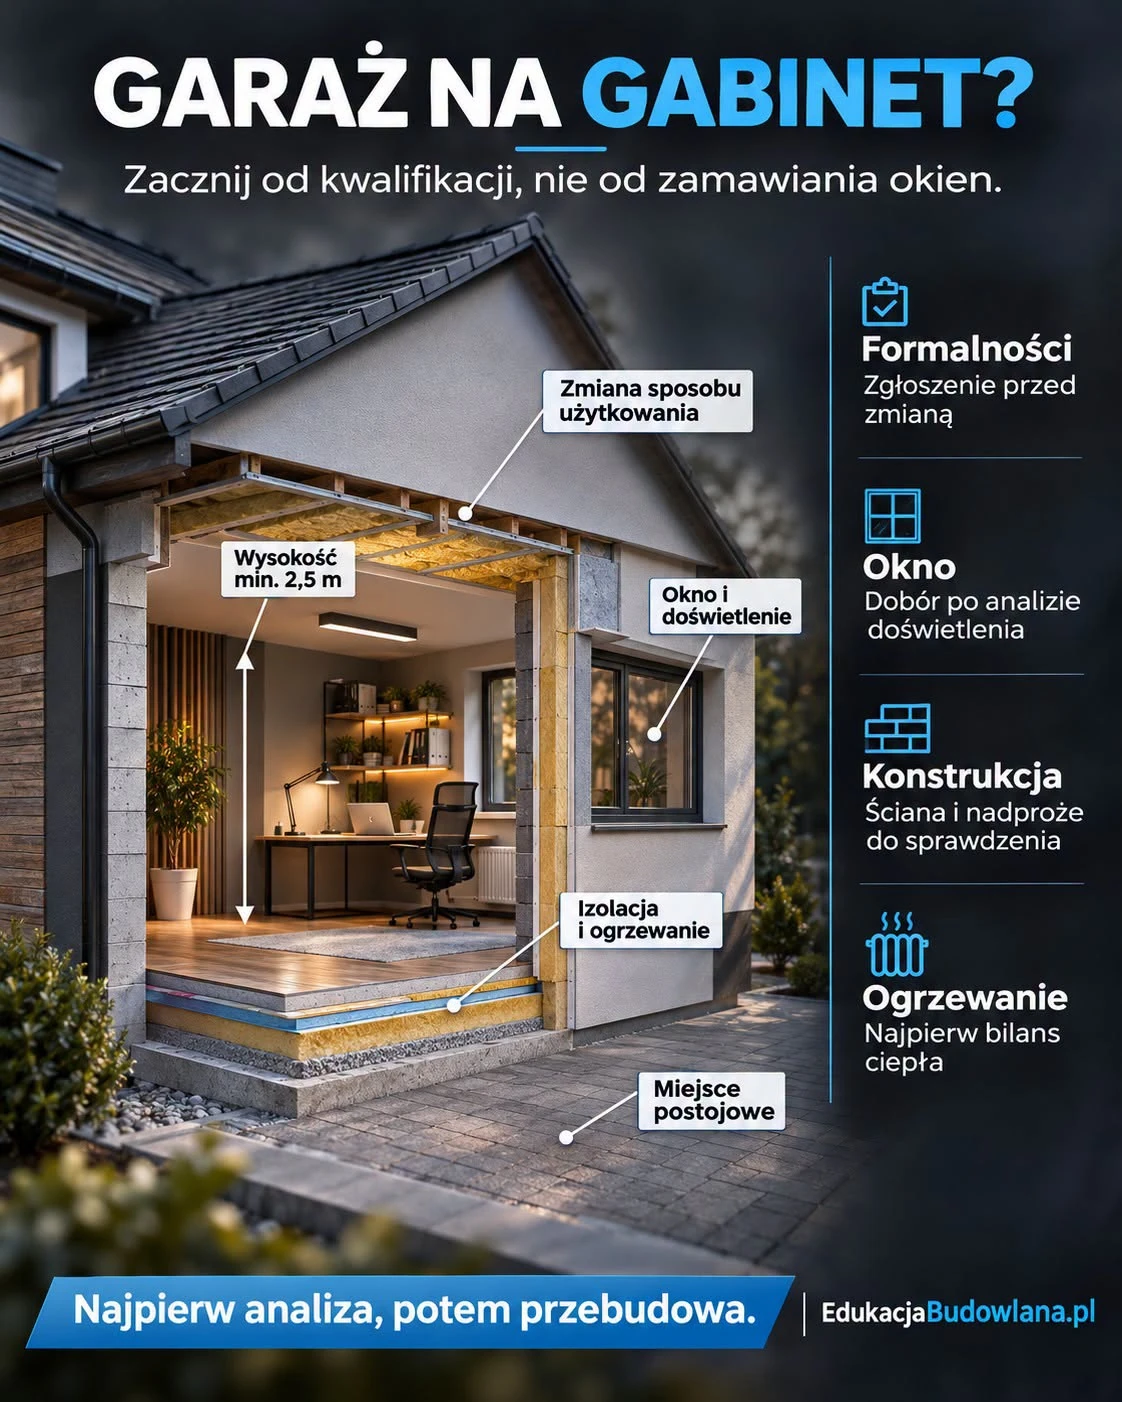 GARAŻ NA GABINET?
Zacznij od kwalifikacji, nie od zamawiania okien.
Zmiana sposobu
użytkowania
Wysokość
min. 2,5 m
Okno i
doświetlenie
Izolacja
i ogrzewanie
Miejsce
postojowe
Formalności
Zgłoszenie przed
zmianą
Okno
Dobór po analizie
doświetlenia
Konstrukcja
Ściana i nadproże
do sprawdzenia
Ogrzewanie
Najpierw bilans
ciepła
Najpierw analiza, potem przebudowa.
EdukacjaBudowlana.pl